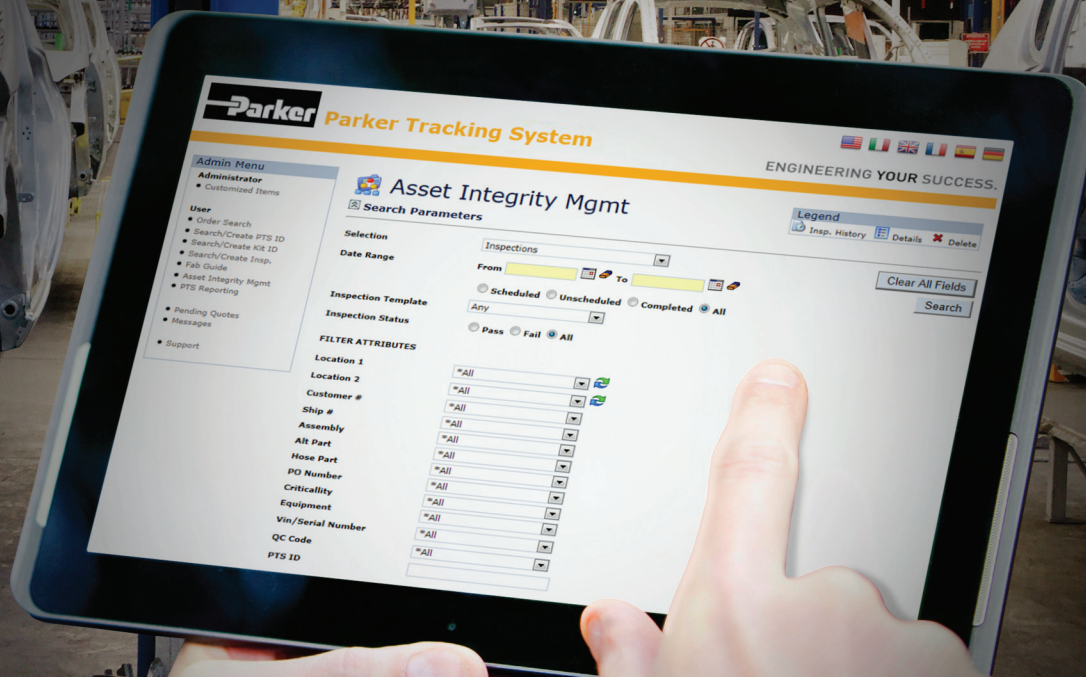 Parker
Parker Tracking System
ENGINEERING YOUR SUCCESS.
Admin Menu
Administrator
Customized Items
User
Order Search
Search/Create PTS ID
Search/Create Kit ID
Search/Create Insp.
Fab Guide
Asset Integrity Mgmt
PTS Reporting
Pending Quotes
Messages
Support
Asset Integrity Mgmt
Legend
Insp. History Details Delete
Search Parameters
Clear All Fields
Search
Selection Inspections
Date Range From To
Scheduled Unscheduled Completed All
Inspection Template Any
Inspection Status Pass Fail All
FILTER ATTRIBUTES
Location 1 *All
Location 2 *All
Customer # *All
Ship # *All
Assembly *All
Alt Part *All
Hose Part *All
PO Number *All
Criticallity *All
Equipment *All
Vin/Serial Number *All
QC Code *All
PTS ID